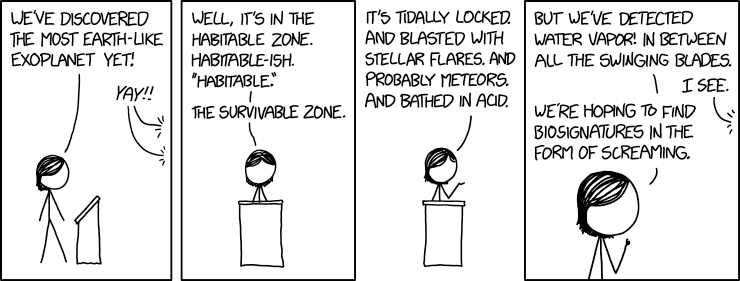 WE'VE DISCOVERED
THE MOST EARTH-LIKE
EXOPLANET YET!
YAY!!
WELL, IT'S IN THE
HABITABLE ZONE.
HABITABLE-ISH.
"HABITABLE."
THE SURVIVABLE ZONE.
IT'S TIDALLY LOCKED.
AND BLASTED WITH
STELLAR FLARES. AND
PROBABLY METEORS.
AND BATHED IN ACID.
BUT WE'VE DETECTED
WATER VAPOR! IN BETWEEN
ALL THE SWINGING BLADES.
I SEE.
WE'RE HOPING TO FIND
BIOSIGNATURES IN THE
FORM OF SCREAMING.